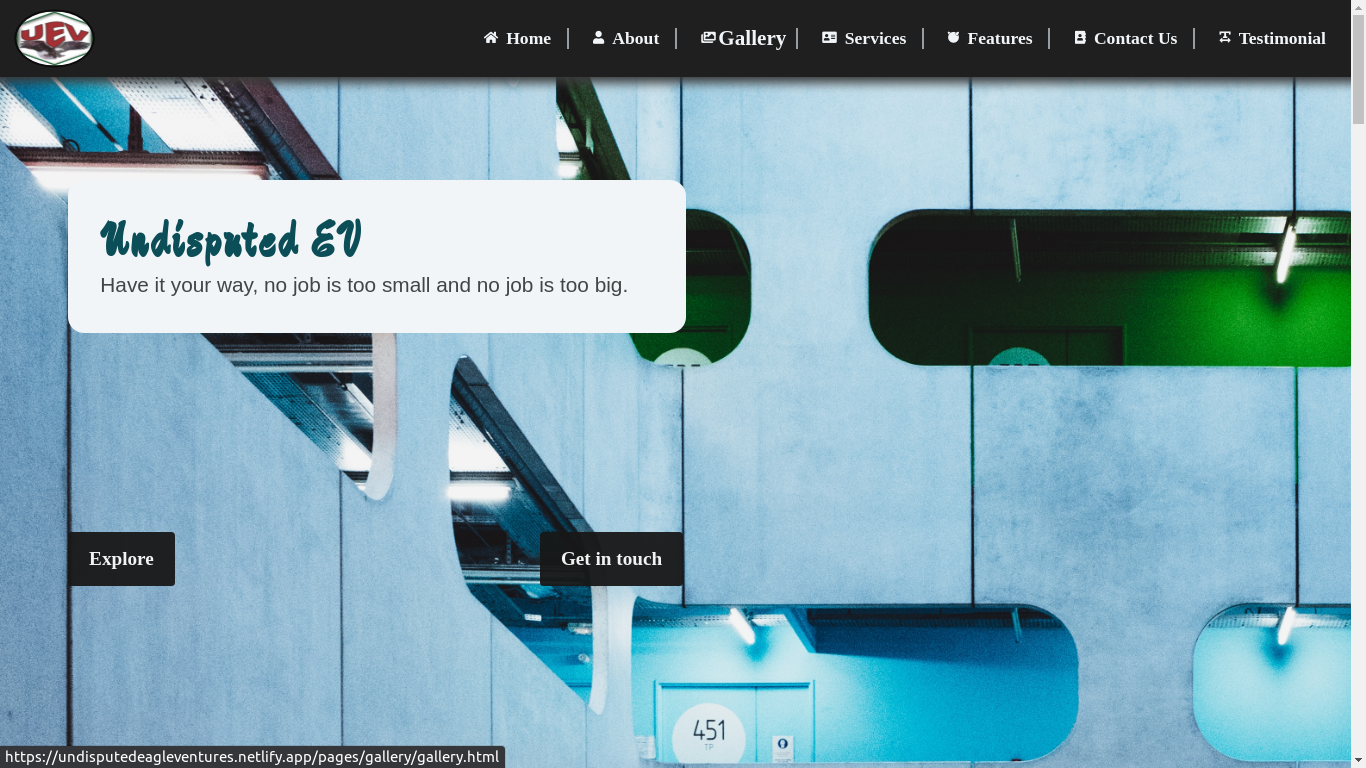 UEV
Home
About
Gallery
Services
Features
Contact Us
Testimonial
Undisputed EV
Have it your way, no job is too small and no job is too big.
Explore
Get in touch
451
TP
https://undisputedeagleventures.netlify.app/pages/gallery/gallery.html